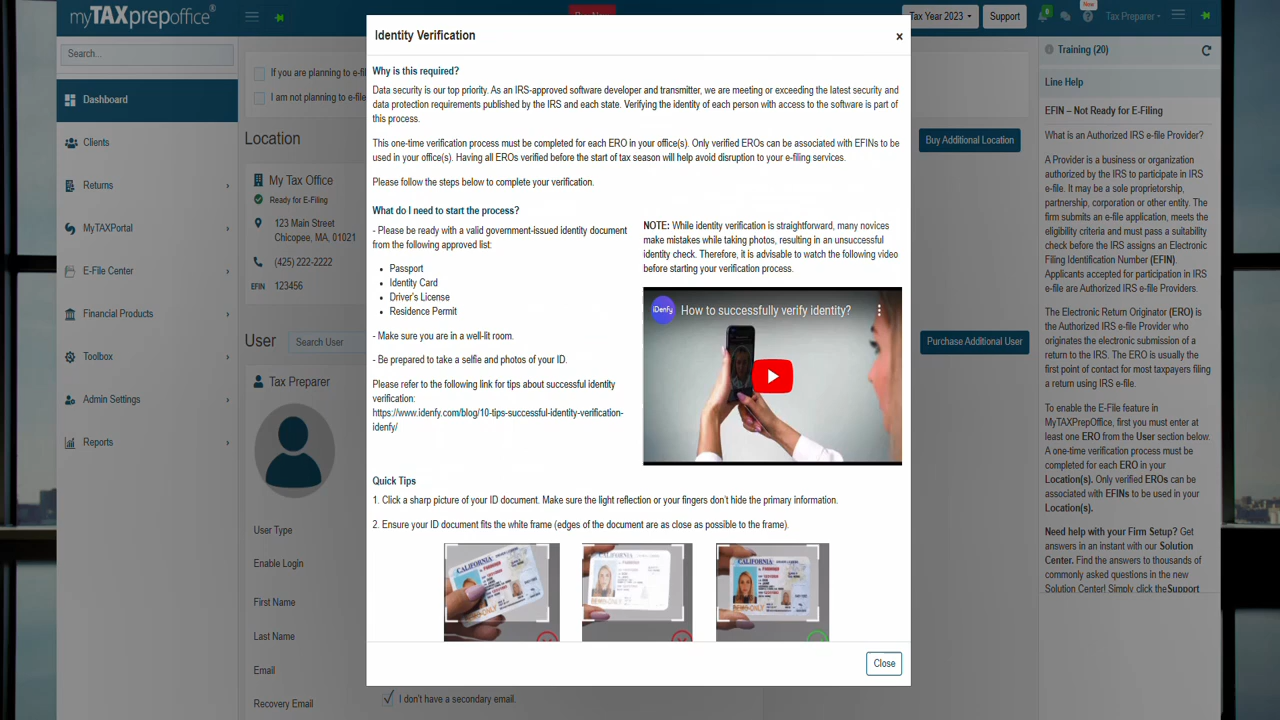 myTAXprepoffice®
Tax Year 2023
Support
0
New
?
Tax Preparer
Search...
Dashboard
Clients
Returns
MyTAXPortal
E-File Center
Financial Products
Toolbox
Admin Settings
Reports
If you are planning to e-fil
I am not planning to e-file
Location
My Tax Office
Ready for E-Filing
123 Main Street
Chicopee, MA, 01021
(425) 222-2222
EFIN 123456
User
Search User
Tax Preparer
User Type
Enable Login
First Name
Last Name
Email
Recovery Email
I don't have a secondary email.
Identity Verification
×
Why is this required?
Data security is our top priority. As an IRS-approved software developer and transmitter, we are meeting or exceeding the latest security and
data protection requirements published by the IRS and each state. Verifying the identity of each person with access to the software is part of
this process.
This one-time verification process must be completed for each ERO in your office(s). Only verified EROs can be associated with EFINs to be
used in your office(s). Having all EROs verified before the start of tax season will help avoid disruption to your e-filing services.
Please follow the steps below to complete your verification.
What do I need to start the process?
- Please be ready with a valid government-issued identity document
from the following approved list:
• Passport
• Identity Card
• Driver's License
• Residence Permit
- Make sure you are in a well-lit room.
- Be prepared to take a selfie and photos of your ID.
Please refer to the following link for tips about successful identity
verification:
https://www.idenfy.com/blog/10-tips-successful-identity-verification-
idenfy/
NOTE: While identity verification is straightforward, many novices
make mistakes while taking photos, resulting in an unsuccessful
identity check. Therefore, it is advisable to watch the following video
before starting your verification process.
iDenfy
How to successfully verify identity?
Quick Tips
1. Click a sharp picture of your ID document. Make sure the light reflection or your fingers don't hide the primary information.
2. Ensure your ID document fits the white frame (edges of the document are as close as possible to the frame).
CALIFORNIA
CALIFORNIA
CALIFORNIA
Close
Buy Additional Location
Purchase Additional User
Training (20)
Line Help
EFIN – Not Ready for E-Filing
What is an Authorized IRS e-file Provider?
A Provider is a business or organization
authorized by the IRS to participate in IRS
e-file. It may be a sole proprietorship,
partnership, corporation or other entity. The
firm submits an e-file application, meets the
eligibility criteria and must pass a suitability
check before the IRS assigns an Electronic
Filing Identification Number (EFIN).
Applicants accepted for participation in IRS
e-file are Authorized IRS e-file Providers.
The Electronic Return Originator (ERO) is
the Authorized IRS e-file Provider who
originates the electronic submission of a
return to the IRS. The ERO is usually the
first point of contact for most taxpayers filing
a return using IRS e-file.
To enable the E-File feature in
MyTAXPrepOffice, first you must enter at
least one ERO from the User section below.
A one-time verification process must be
completed for each ERO in your
Location(s). Only verified EROs can be
associated with EFINs to be used in your
Location(s).
Need help with your Firm Setup? Get
answers in an instant with our Solution
Center. Find the answers to thousands of
commonly asked questions in the new
Solution Center! Simply click theSupport